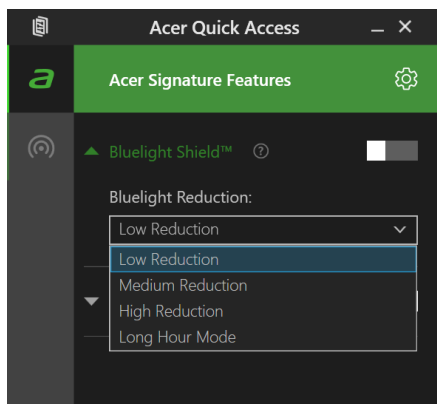 Acer Quick Access
a
Acer Signature Features
Bluelight Shield™ ?
Bluelight Reduction:
Low Reduction
Low Reduction
Medium Reduction
High Reduction
Long Hour Mode